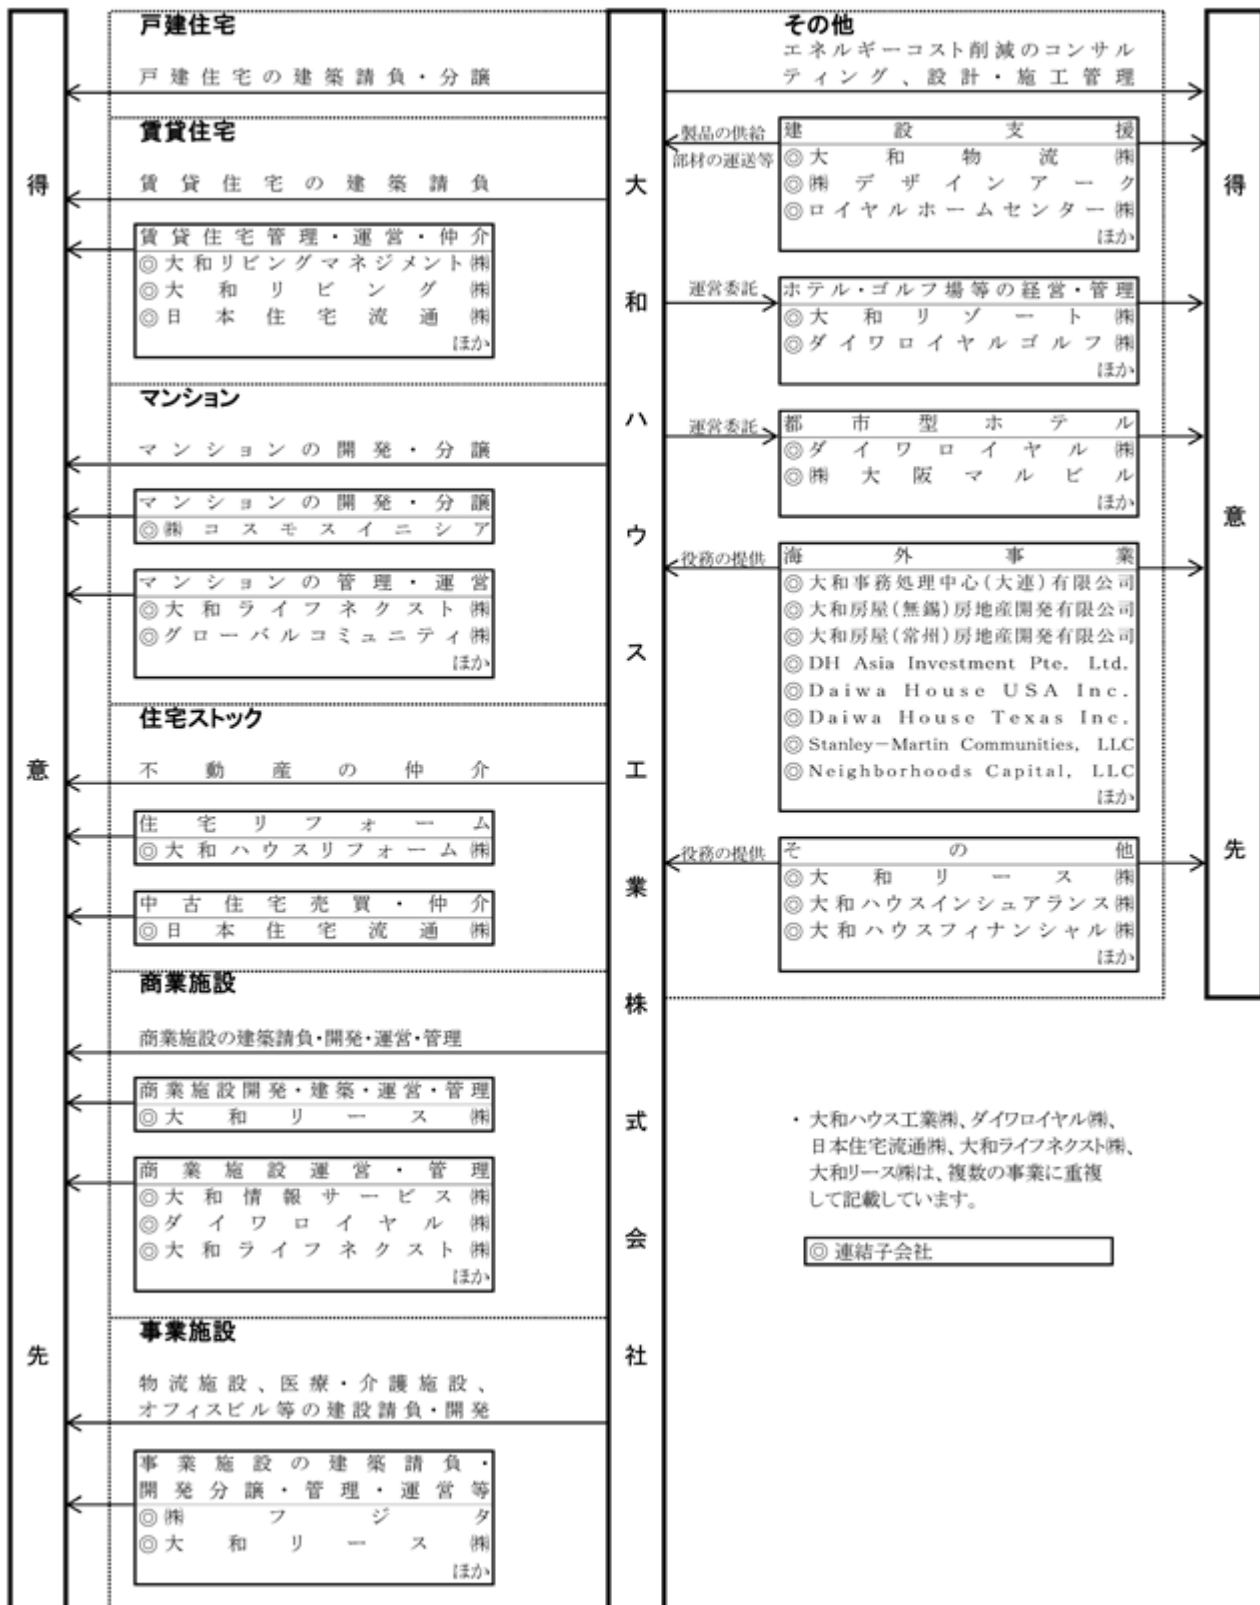 得意先
戸建住宅
戸建住宅の建築請負・分譲
賃貸住宅
賃貸住宅の建築請負
賃貸住宅管理・運営・仲介
◎大和リビングマネジメント㈱
◎大和リビング㈱
◎日本住宅流通㈱
ほか
マンション
マンションの開発・分譲
マンションの開発・分譲
◎㈱コスモスイニシア
マンションの管理・運営
◎大和ライフネクスト㈱
◎グローバルコミュニティ㈱
ほか
住宅ストック
不動産の仲介
住宅リフォーム
◎大和ハウスリフォーム㈱
中古住宅売買・仲介
◎日本住宅流通㈱
商業施設
商業施設の建築請負・開発・運営・管理
商業施設開発・建築・運営・管理
◎大和リース㈱
商業施設運営・管理
◎大和情報サービス㈱
◎ダイワロイヤル㈱
◎大和ライフネクスト㈱
ほか
事業施設
物流施設、医療・介護施設、
オフィスビル等の建設請負・開発
事業施設の建築請負・
開発分譲・管理・運営等
◎㈱フジタ
◎大和リース㈱
ほか
大和ハウス工業株式会社
その他
エネルギーコスト削減のコンサル
ティング、設計・施工管理
製品の供給
部材の運送等
建設支援
◎大和物流㈱
◎㈱デザインアーク
◎ロイヤルホームセンター㈱
ほか
運営委託
ホテル・ゴルフ場等の経営・管理
◎大和リゾート㈱
◎ダイワロイヤルゴルフ㈱
ほか
運営委託
都市型ホテル
◎ダイワロイヤル㈱
◎㈱大阪マルビル
ほか
役務の提供
海外事業
◎大和事務処理中心(大連)有限公司
◎大和房屋(無錫)房地産開発有限公司
◎大和房屋(常州)房地産開発有限公司
◎DH Asia Investment Pte. Ltd.
◎Daiwa House USA Inc.
◎Daiwa House Texas Inc.
◎Stanley－Martin Communities, LLC
◎Neighborhoods Capital, LLC
ほか
役務の提供
その他
◎大和リース㈱
◎大和ハウスインシュアランス㈱
◎大和ハウスフィナンシャル㈱
ほか
得意先
・大和ハウス工業㈱、ダイワロイヤル㈱、
日本住宅流通㈱、大和ライフネクスト㈱、
大和リース㈱は、複数の事業に重複
して記載しています。
◎ 連結子会社